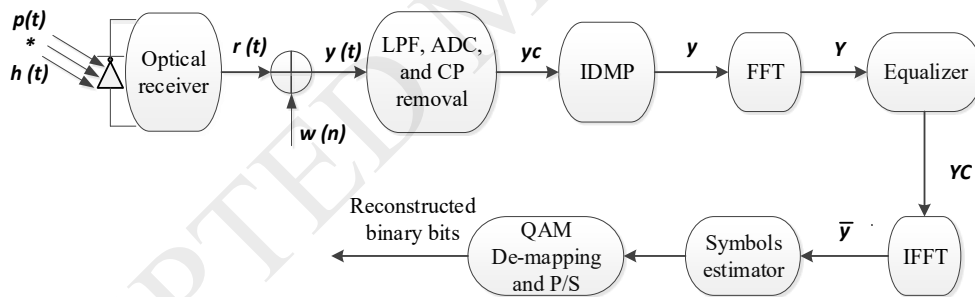 p(t)
*
h (t)
Optical
receiver
r (t)
y (t)
w (n)
LPF, ADC,
and CP
removal
yc
IDMP
y
FFT
Y
Equalizer
YC
IFFT
y̅
Symbols
estimator
QAM
De-mapping
and P/S
Reconstructed
binary bits
PTED M